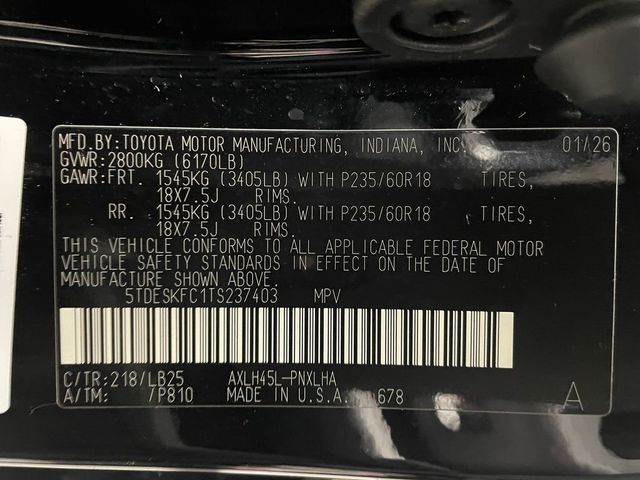 MFD.BY:TOYOTA MOTOR MANUFACTURING, INDIANA, INC. 01/26
GVWR:2800KG (6170LB)
GAWR:FRT. 1545KG (3405LB) WITH P235/60R18 TIRES,
18X7.5J RIMS.
RR. 1545KG (3405LB) WITH P235/60R18 TIRES,
18X7.5J RIMS.
THIS VEHICLE CONFORMS TO ALL APPLICABLE FEDERAL MOTOR
VEHICLE SAFETY STANDARDS IN EFFECT ON THE DATE OF
MANUFACTURE SHOWN ABOVE.
5TDESKFC1TS237403 MPV
C/TR:218/LB25 AXLH45L-PNXLHA
A/TM: /P810 MADE IN U.S.A. 678 A